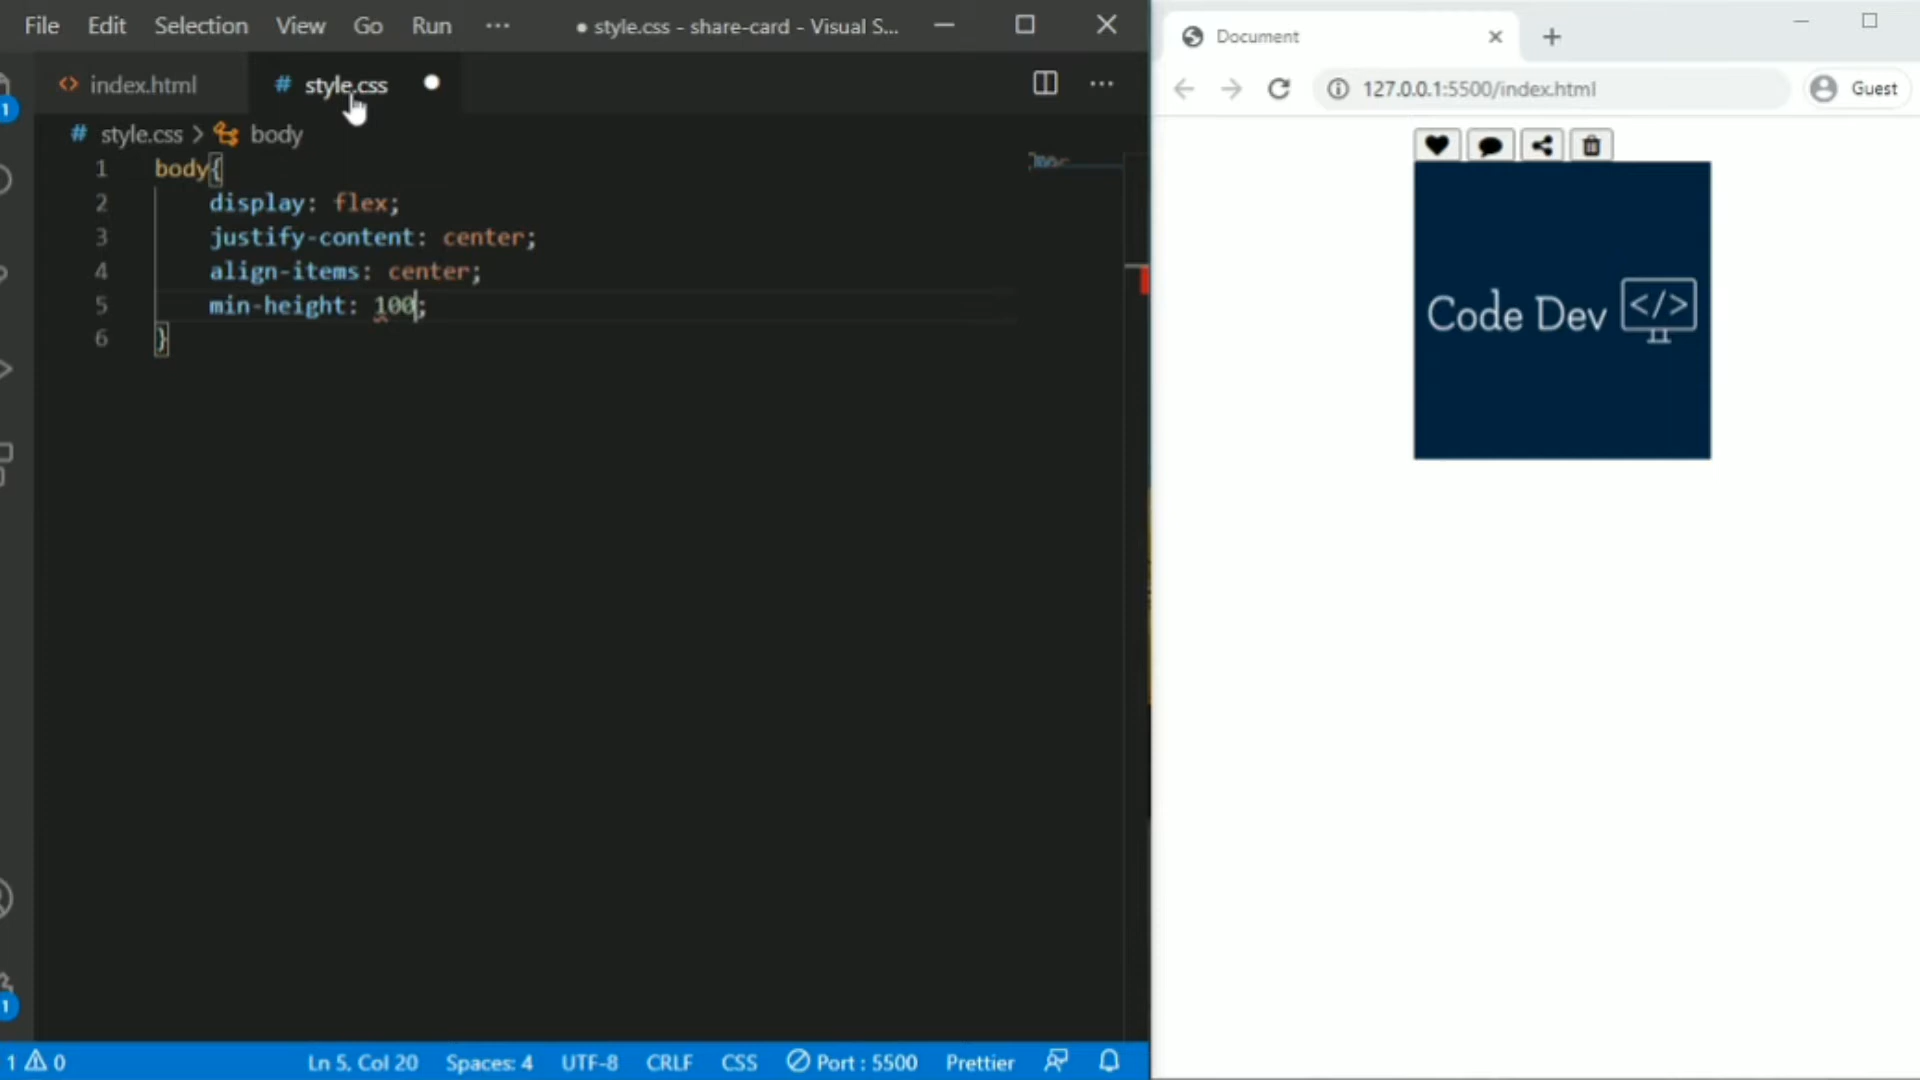 File Edit Selection View Go Run ··· ● style.css - share-card - Visual S...
index.html # style.css
# style.css > body
1 body{
2 display: flex;
3 justify-content: center;
4 align-items: center;
5 min-height: 100;
6 }
1
1
1 0 Ln 5, Col 20 Spaces: 4 UTF-8 CRLF CSS Port : 5500 Prettier
Document
127.0.0.1:5500/index.html Guest
Code Dev </>